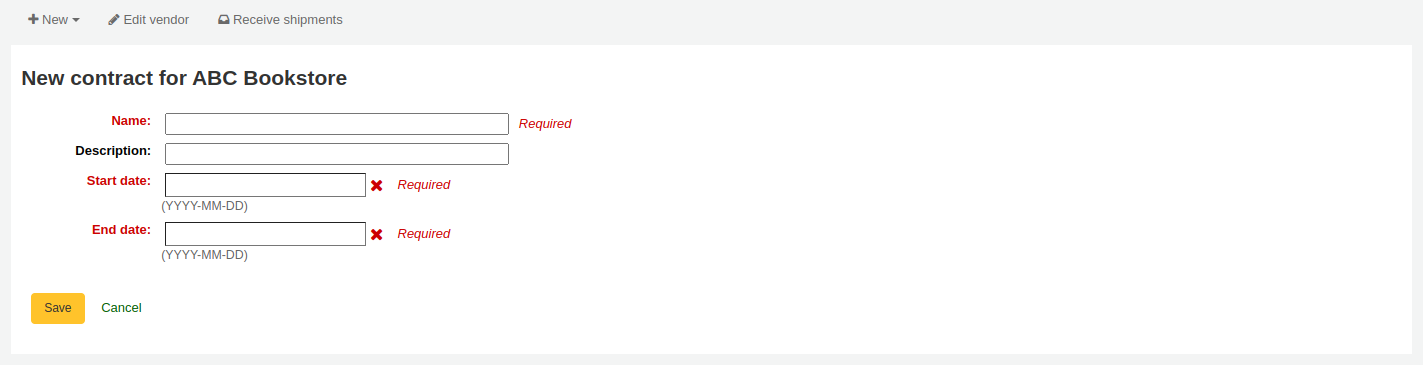 New Edit vendor Receive shipments
New contract for ABC Bookstore
Name: Required
Description:
Start date: Required
(YYYY-MM-DD)
End date: Required
(YYYY-MM-DD)
Save Cancel